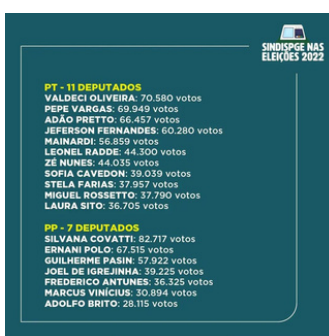 SINDISPGE NAS
ELEIÇÕES 2022
PT - 11 DEPUTADOS
VALDECI OLIVEIRA: 70.580 votos
PEPE VARGAS: 69.949 votos
ADÃO PRETTO: 66.457 votos
JEFERSON FERNANDES: 60.280 votos
MAINARDI: 56.859 votos
LEONEL RADDE: 44.300 votos
ZÉ NUNES: 44.035 votos
SOFIA CAVEDON: 39.039 votos
STELA FARIAS: 37.957 votos
MIGUEL ROSSETTO: 37.790 votos
LAURA SITO: 36.705 votos
PP - 7 DEPUTADOS
SILVANA COVATTI: 82.717 votos
ERNANI POLO: 67.515 votos
GUILHERME PASIN: 57.922 votos
JOEL DE IGREJINHA: 39.225 votos
FREDERICO ANTUNES: 36.325 votos
MARCUS VINÍCIUS: 30.894 votos
ADOLFO BRITO: 28.115 votos